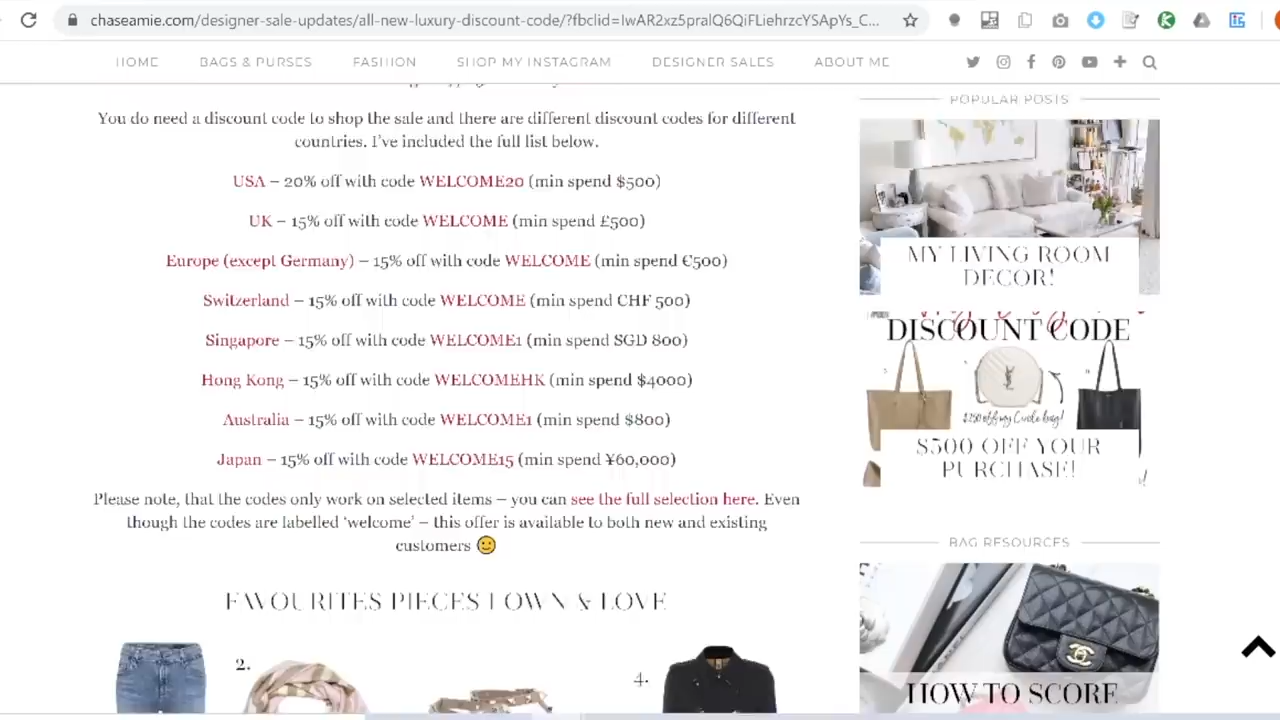 chaseamie.com/designer-sale-updates/all-new-luxury-discount-code/?fbclid=IwAR2xz5pralQ6QiFLiehrzcYSApYs_C...
HOME BAGS & PURSES FASHION SHOP MY INSTAGRAM DESIGNER SALES ABOUT ME
You do need a discount code to shop the sale and there are different discount codes for different
countries. I've included the full list below.
USA – 20% off with code WELCOME20 (min spend $500)
UK – 15% off with code WELCOME (min spend £500)
Europe (except Germany) – 15% off with code WELCOME (min spend €500)
Switzerland – 15% off with code WELCOME (min spend CHF 500)
Singapore – 15% off with code WELCOME1 (min spend SGD 800)
Hong Kong – 15% off with code WELCOMEHK (min spend $4000)
Australia – 15% off with code WELCOME1 (min spend $800)
Japan – 15% off with code WELCOME15 (min spend ¥60,000)
Please note, that the codes only work on selected items – you can see the full selection here. Even
though the codes are labelled 'welcome' – this offer is available to both new and existing
customers
FAVOURITES PIECES I OWN & LOVE
2.
4.
POPULAR POSTS
MY LIVING ROOM
DECOR!
DISCOUNT CODE
$250 off my Circle bag!
$500 OFF YOUR
PURCHASE!
BAG RESOURCES
HOW TO SCORE